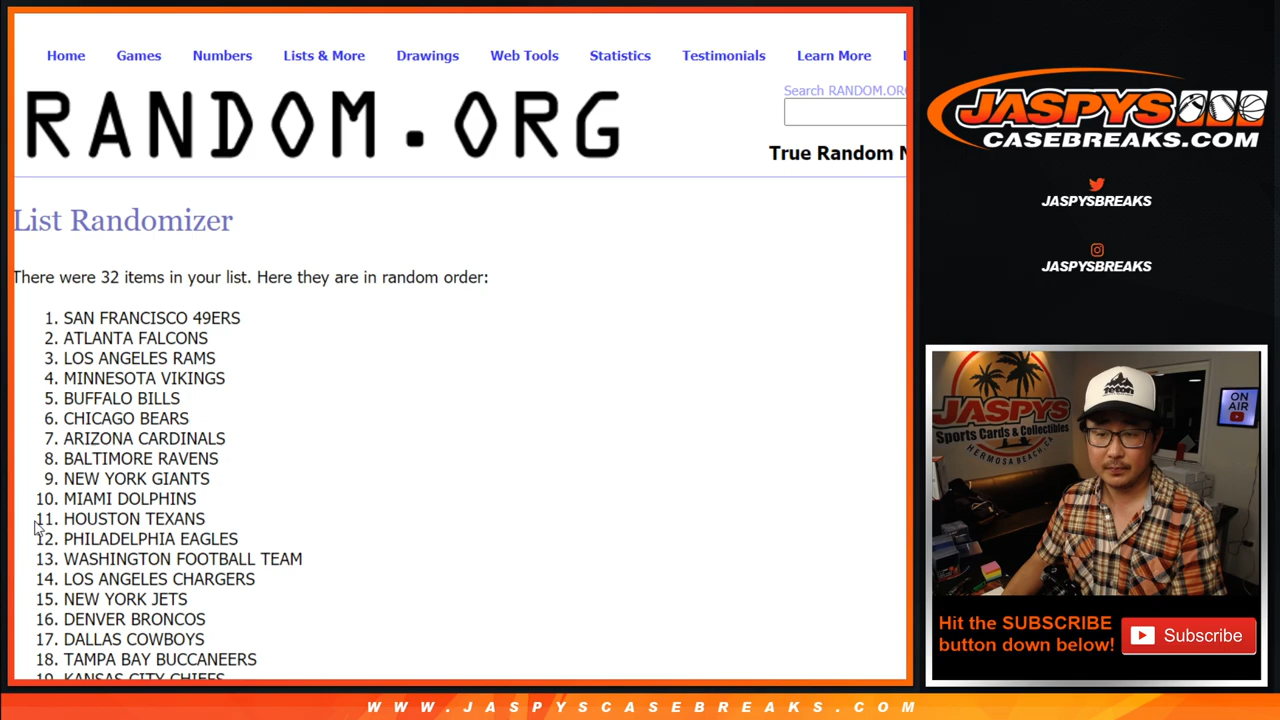 Home Games Numbers Lists & More Drawings Web Tools Statistics Testimonials Learn More
RANDOM.ORG
Search RANDOM.ORG
True Random
List Randomizer
There were 32 items in your list. Here they are in random order:
1. SAN FRANCISCO 49ERS
2. ATLANTA FALCONS
3. LOS ANGELES RAMS
4. MINNESOTA VIKINGS
5. BUFFALO BILLS
6. CHICAGO BEARS
7. ARIZONA CARDINALS
8. BALTIMORE RAVENS
9. NEW YORK GIANTS
10. MIAMI DOLPHINS
11. HOUSTON TEXANS
12. PHILADELPHIA EAGLES
13. WASHINGTON FOOTBALL TEAM
14. LOS ANGELES CHARGERS
15. NEW YORK JETS
16. DENVER BRONCOS
17. DALLAS COWBOYS
18. TAMPA BAY BUCCANEERS
19. KANSAS CITY CHIEFS
JASPYS
CASEBREAKS.COM
JASPYSBREAKS
JASPYSBREAKS
JASPYS
Sports Cards & Collectibles
HERMOSA BEACH, CA
TETON
ON AIR
Hit the SUBSCRIBE
button down below!
Subscribe
WWW.JASPYSCASEBREAKS.COM